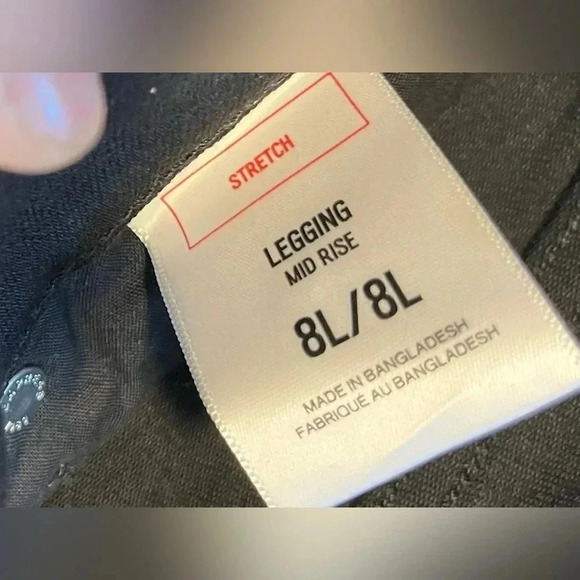 STRETCH
LEGGING
MID RISE
8L/8L
MADE IN BANGLADESH
FABRIQUÉ AU BANGLADESH